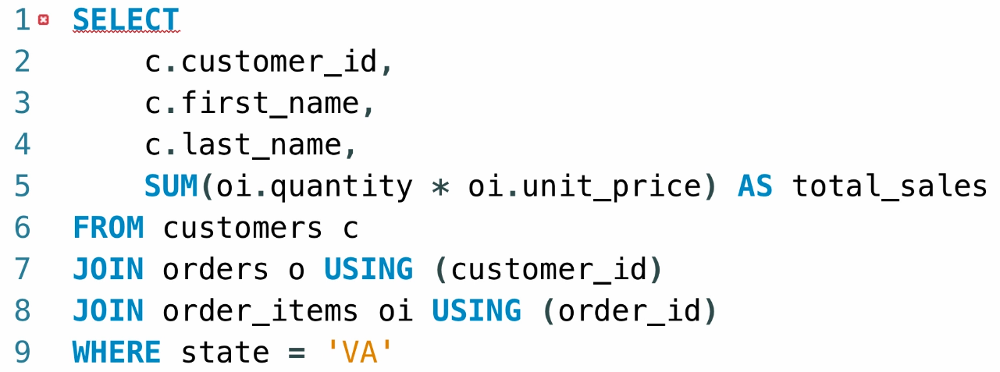 1 SELECT
2 c.customer_id,
3 c.first_name,
4 c.last_name,
5 SUM(oi.quantity * oi.unit_price) AS total_sales
6 FROM customers c
7 JOIN orders o USING (customer_id)
8 JOIN order_items oi USING (order_id)
9 WHERE state = 'VA'